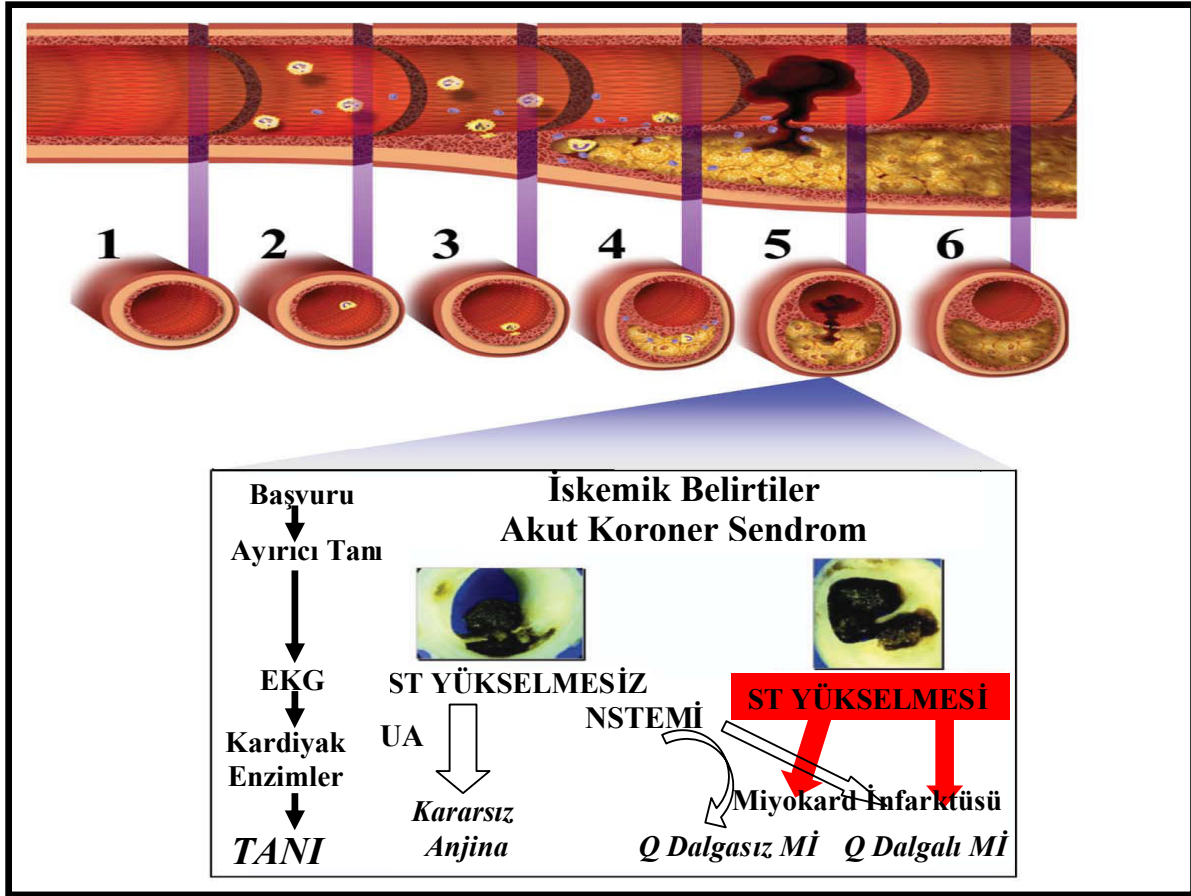 1 2 3 4 5 6
İskemik Belirtiler
Akut Koroner Sendrom
Başvuru
Ayırıcı Tanı
EKG
Kardiyak
Enzimler
TANI
ST YÜKSELMESİZ
UA
NSTEMİ
ST YÜKSELMESİ
Kararsız
Anjina
Miyokard İnfarktüsü
Q Dalgasız Mİ
Q Dalgalı Mİ